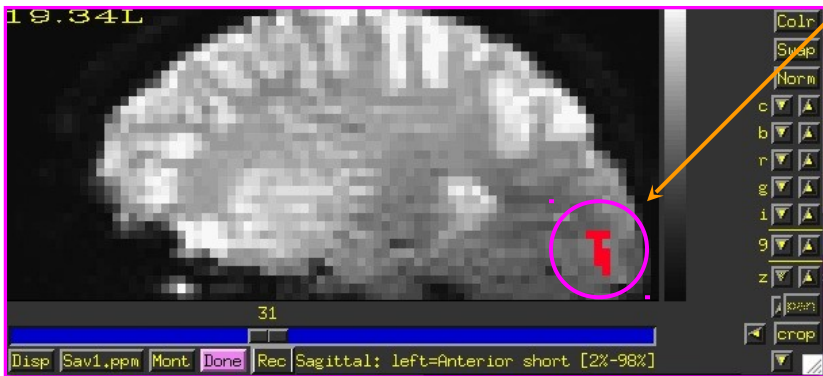 19.34L
Colr
Swap
Norm
c
b
r
g
i
9
z
pen
crop
31
Disp Sav1.ppm Mont Done Rec Sagittal: left=Anterior short [2%-98%]